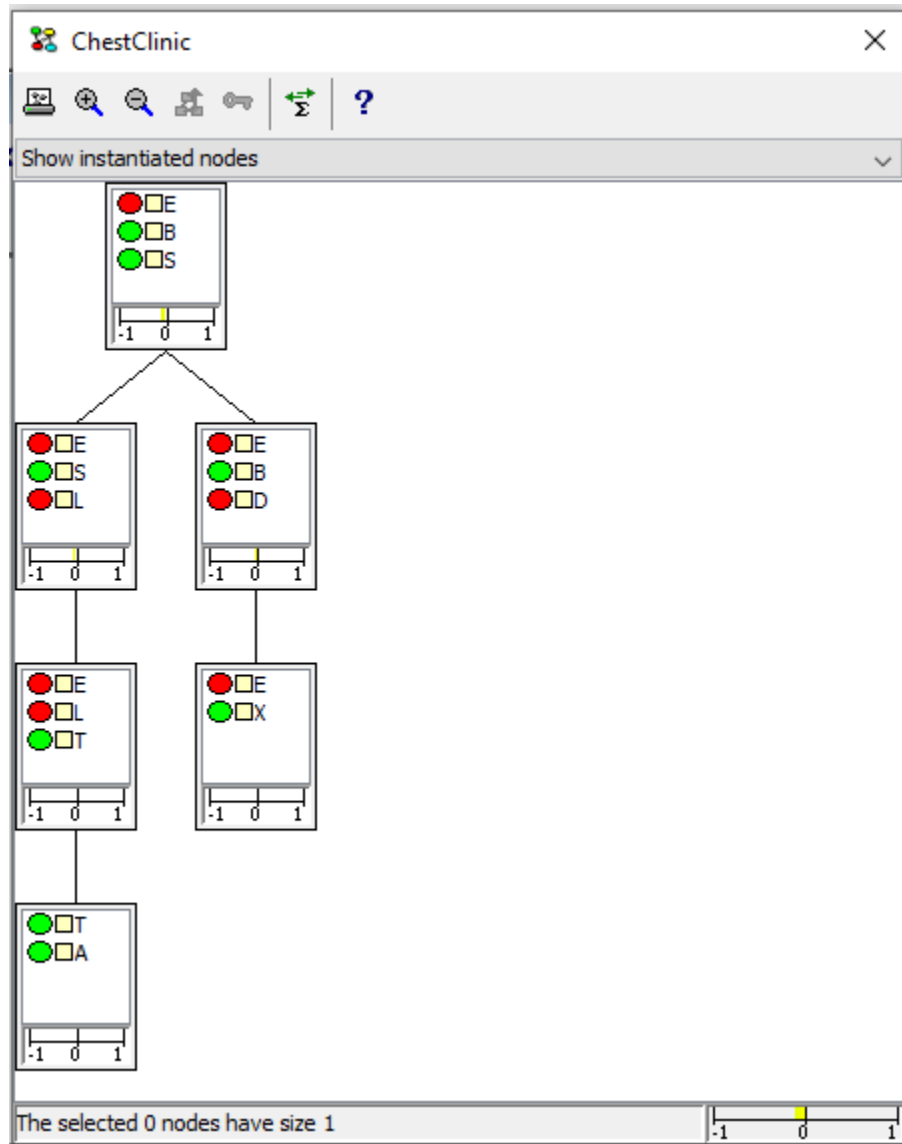 ChestClinic
?
Show instantiated nodes
E
B
S
-1 0 1
E
S
L
-1 0 1
E
B
D
-1 0 1
E
L
T
-1 0 1
E
X
-1 0 1
T
A
-1 0 1
The selected 0 nodes have size 1
-1 0 1